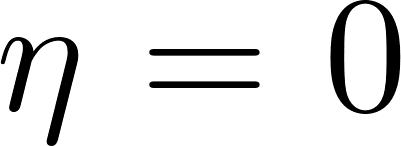 η = 0